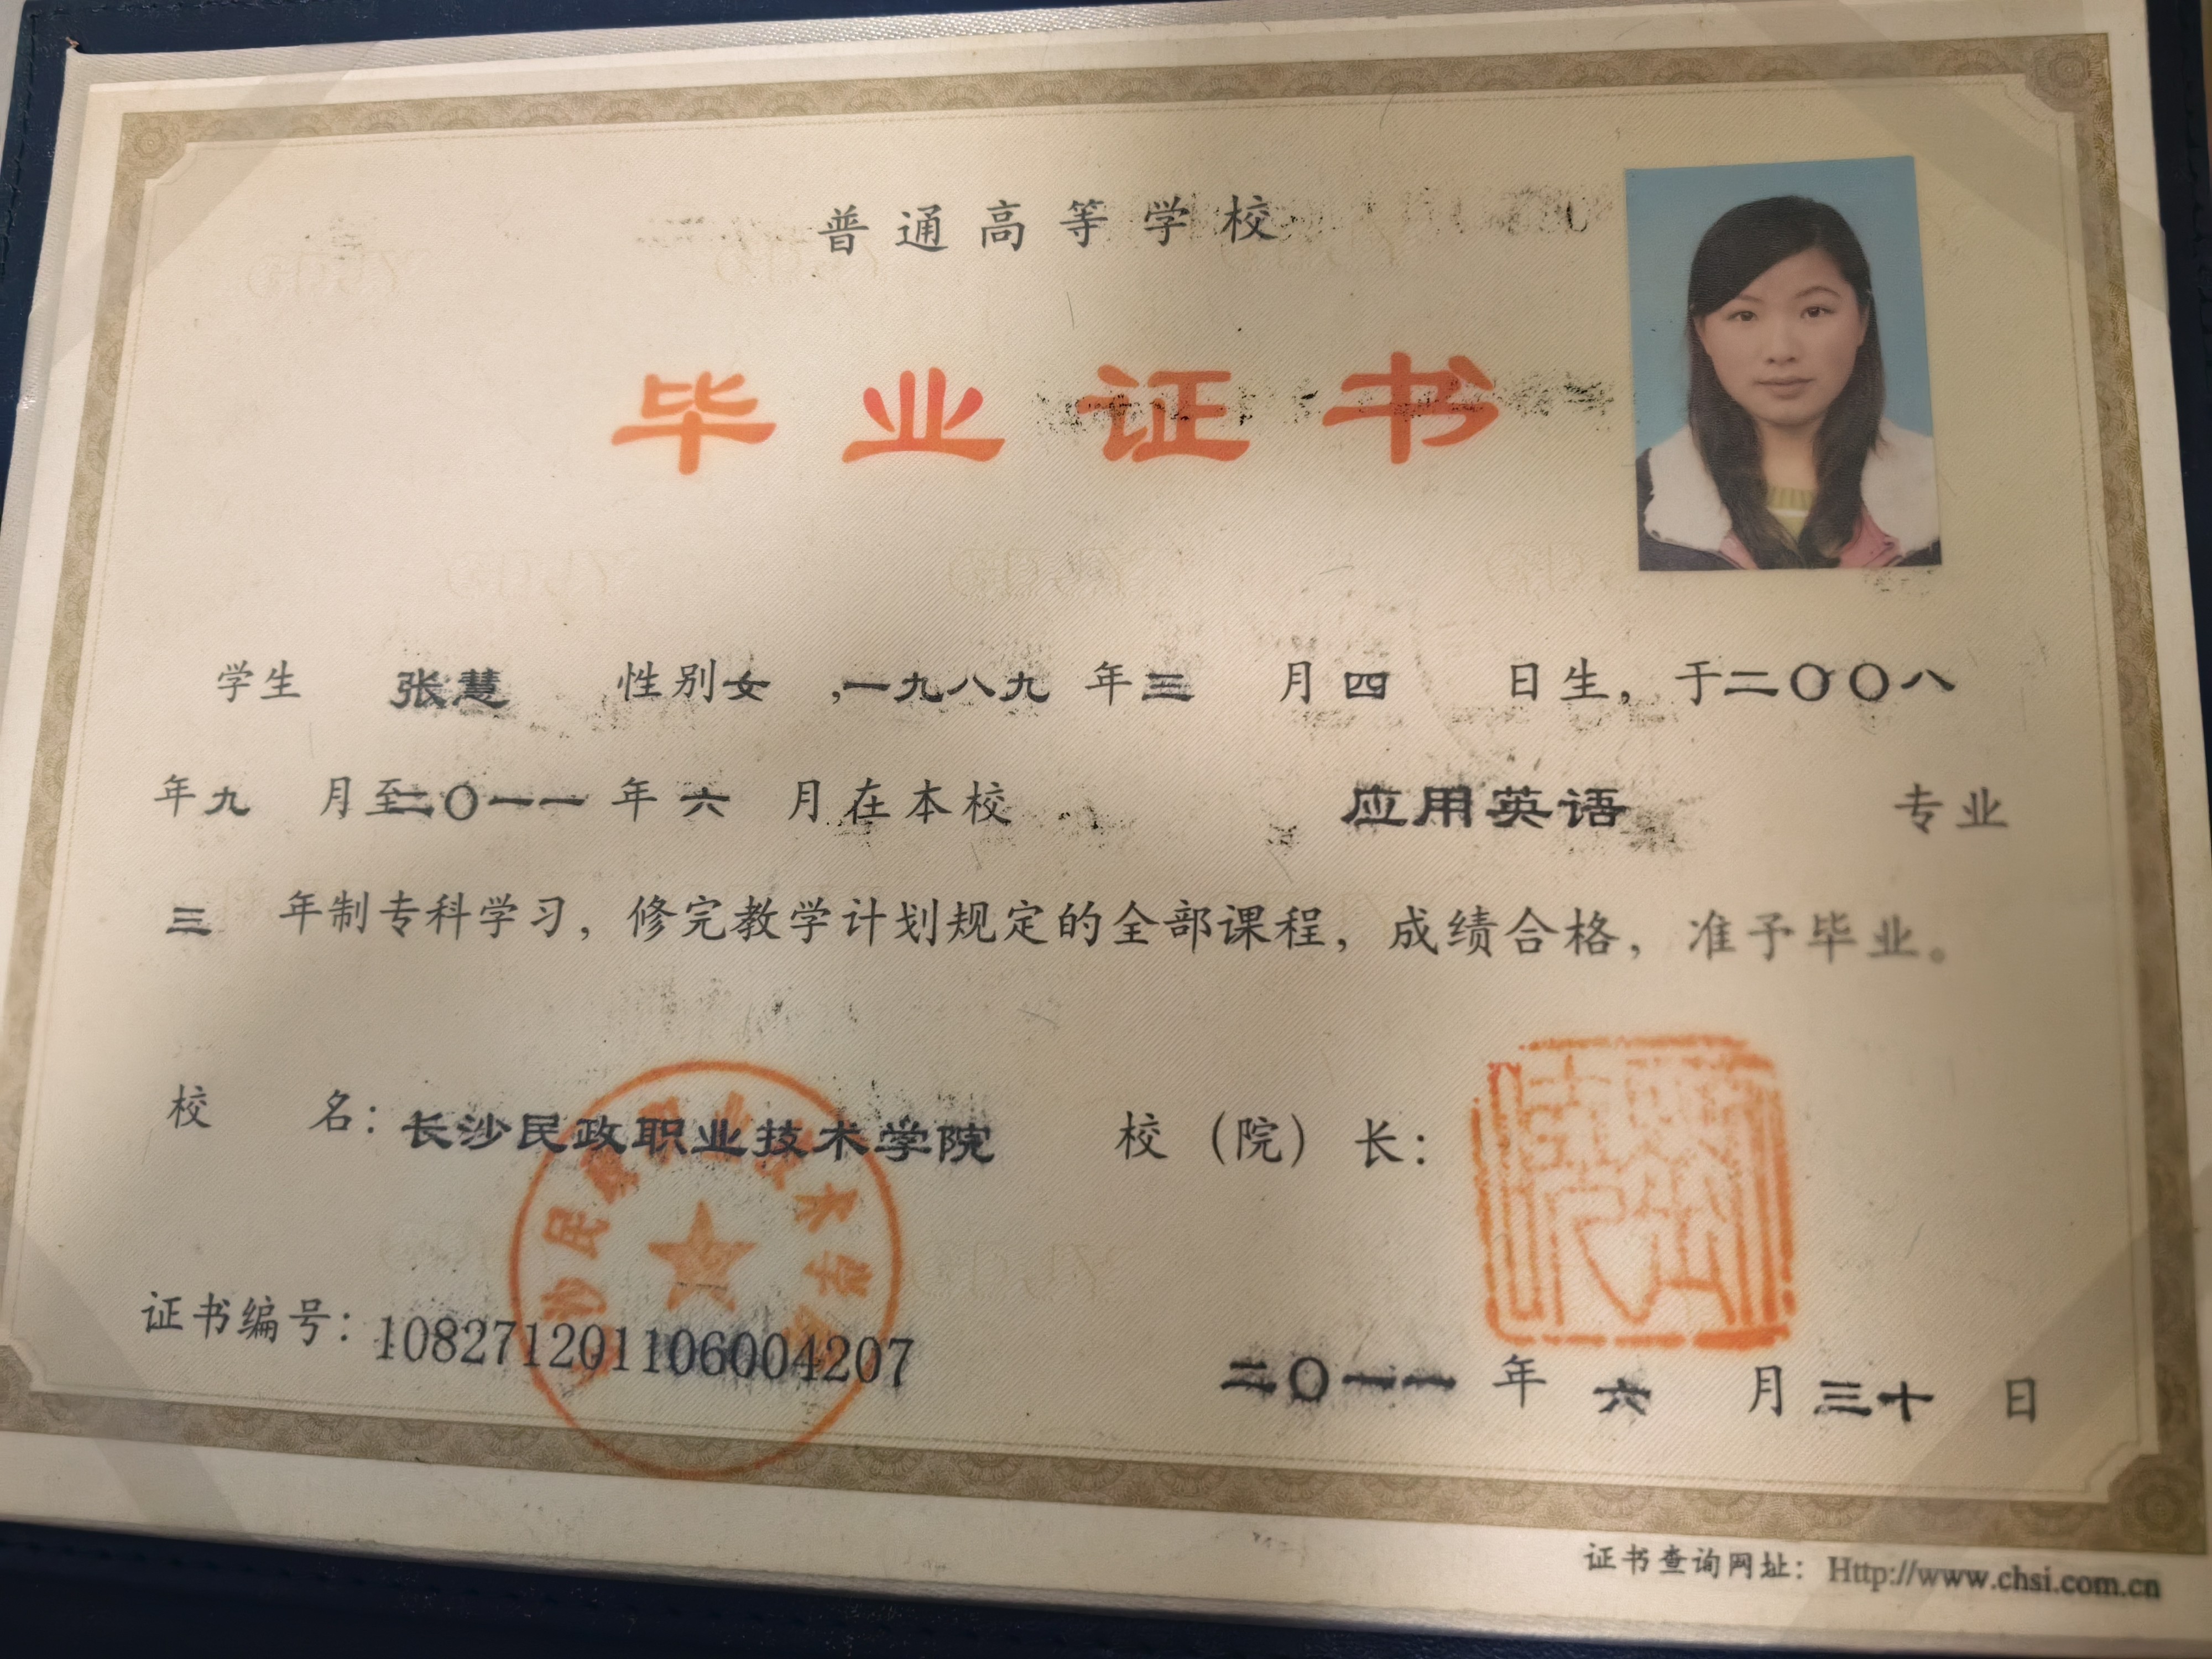 普通高等学校
毕业证书
学生 张慧 性别女 ,一九八九 年三 月四 日生，于二〇〇八
年九 月至二〇一一 年 六 月在本校 应用英语 专业
三 年制专科学习，修完教学计划规定的全部课程，成绩合格，准予毕业。
校 名：长沙民政职业技术学院 校（院）长：
证书编号：108271201106004207
二〇一一 年 六 月 三十 日
证书查询网址：Http://www.chsi.com.cn